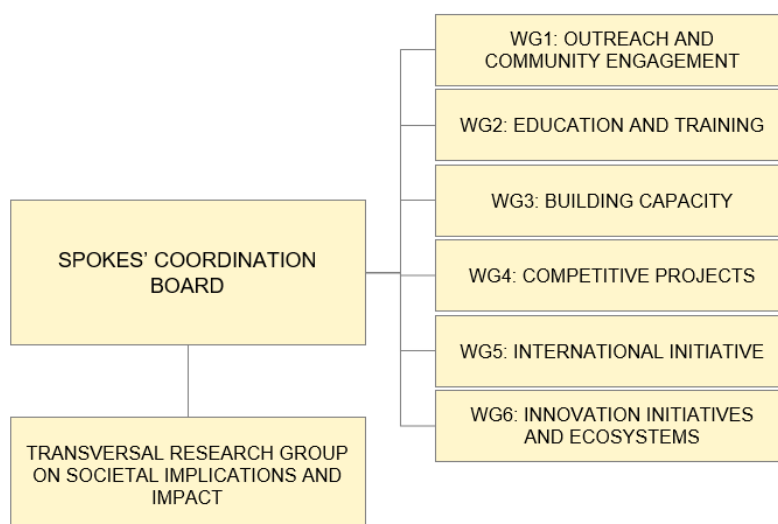 WG1: OUTREACH AND
COMMUNITY ENGAGEMENT
WG2: EDUCATION AND TRAINING
WG3: BUILDING CAPACITY
SPOKES’ COORDINATION
BOARD
WG4: COMPETITIVE PROJECTS
WG5: INTERNATIONAL INITIATIVE
WG6: INNOVATION INITIATIVES
AND ECOSYSTEMS
TRANSVERSAL RESEARCH GROUP
ON SOCIETAL IMPLICATIONS AND
IMPACT